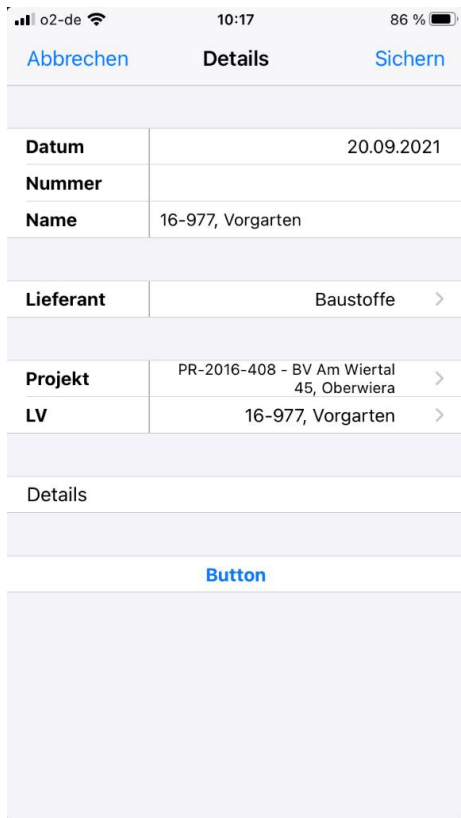 o2-de 10:17 86 %
Abbrechen Details Sichern
Datum 20.09.2021
Nummer
Name 16-977, Vorgarten
Lieferant Baustoffe
Projekt PR-2016-408 - BV Am Wiertal
45, Oberwiera
LV 16-977, Vorgarten
Details
Button